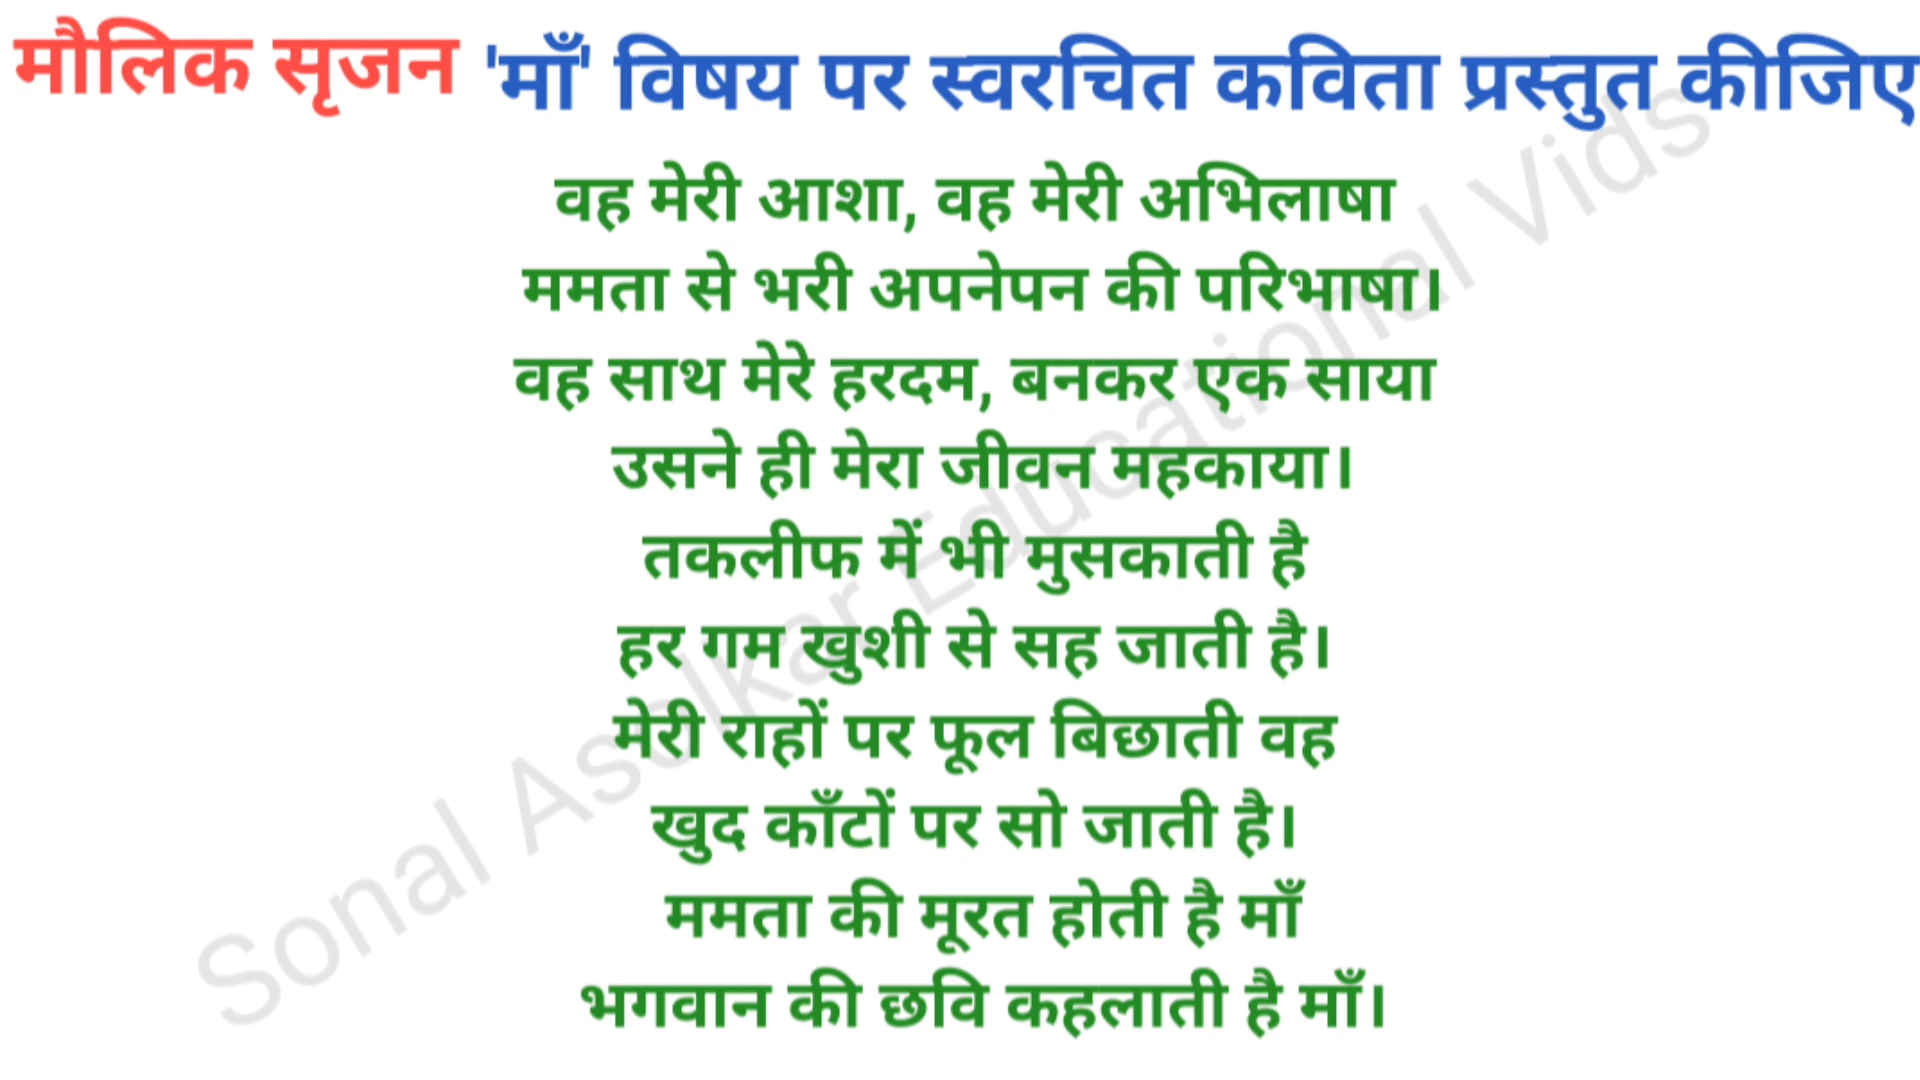 मौलिक सृजन 'माँ' विषय पर स्वरचित कविता प्रस्तुत कीजिए
वह मेरी आशा, वह मेरी अभिलाषा
ममता से भरी अपनेपन की परिभाषा।
वह साथ मेरे हरदम, बनकर एक साया
उसने ही मेरा जीवन महकाया।
तकलीफ में भी मुसकाती है
हर गम खुशी से सह जाती है।
मेरी राहों पर फूल बिछाती वह
खुद काँटों पर सो जाती है।
ममता की मूरत होती है माँ
भगवान की छवि कहलाती है माँ।
Sonal Asolkar Educational Vids